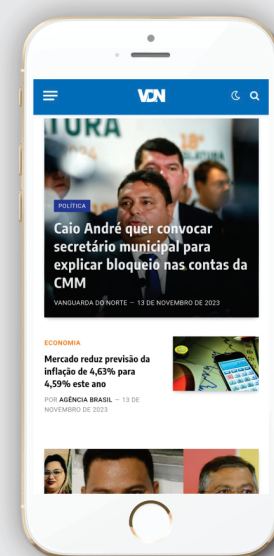 VDN
TURA
18ª
POLÍTICA
Caio André quer convocar
secretário municipal para
explicar bloqueio nas contas da
CMM
VANGUARDA DO NORTE — 13 DE NOVEMBRO DE 2023
ECONOMIA
Mercado reduz previsão da
inflação de 4,63% para
4,59% este ano
POR AGÊNCIA BRASIL — 13 DE
NOVEMBRO DE 2023